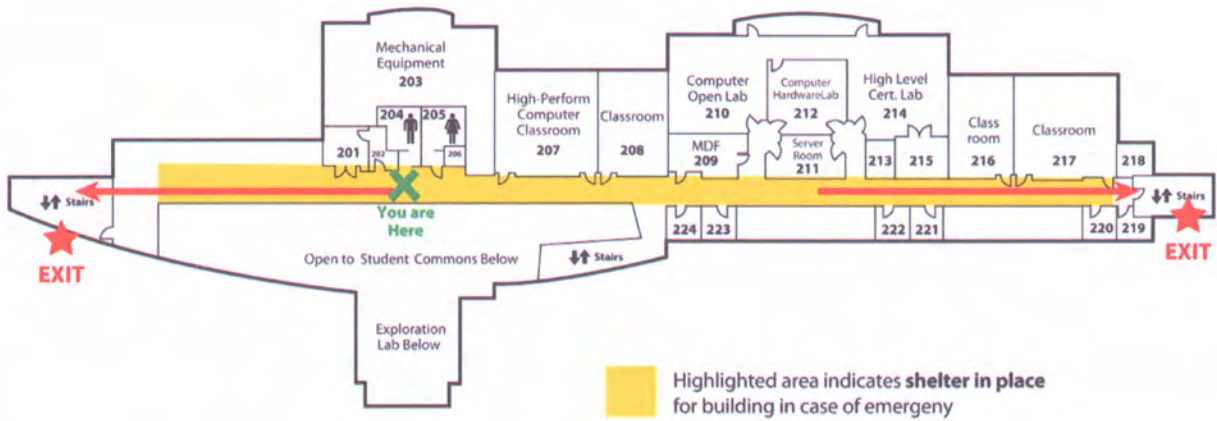 Mechanical
Equipment
203
204
205
201
202
206
High-Perform
Computer
Classroom
207
Classroom
208
Computer
Open Lab
210
MDF
209
Computer
HardwareLab
212
Server
Room
211
High Level
Cert. Lab
214
213
215
Class
room
216
Classroom
217
218
Stairs
EXIT
You are
Here
Open to Student Commons Below
Stairs
Exploration
Lab Below
224
223
222
221
220
219
Stairs
EXIT
Highlighted area indicates shelter in place
for building in case of emergeny